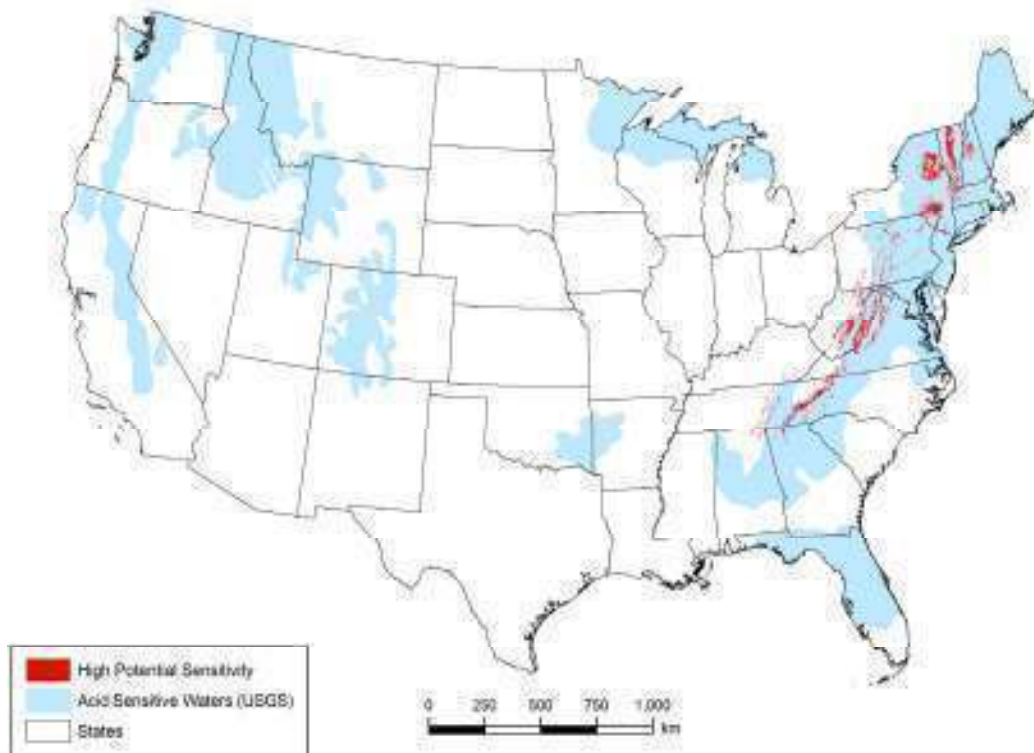 High Potential Sensitivity
Acid Sensitive Waters (USGS)
States
0 250 500 750 1,000
km